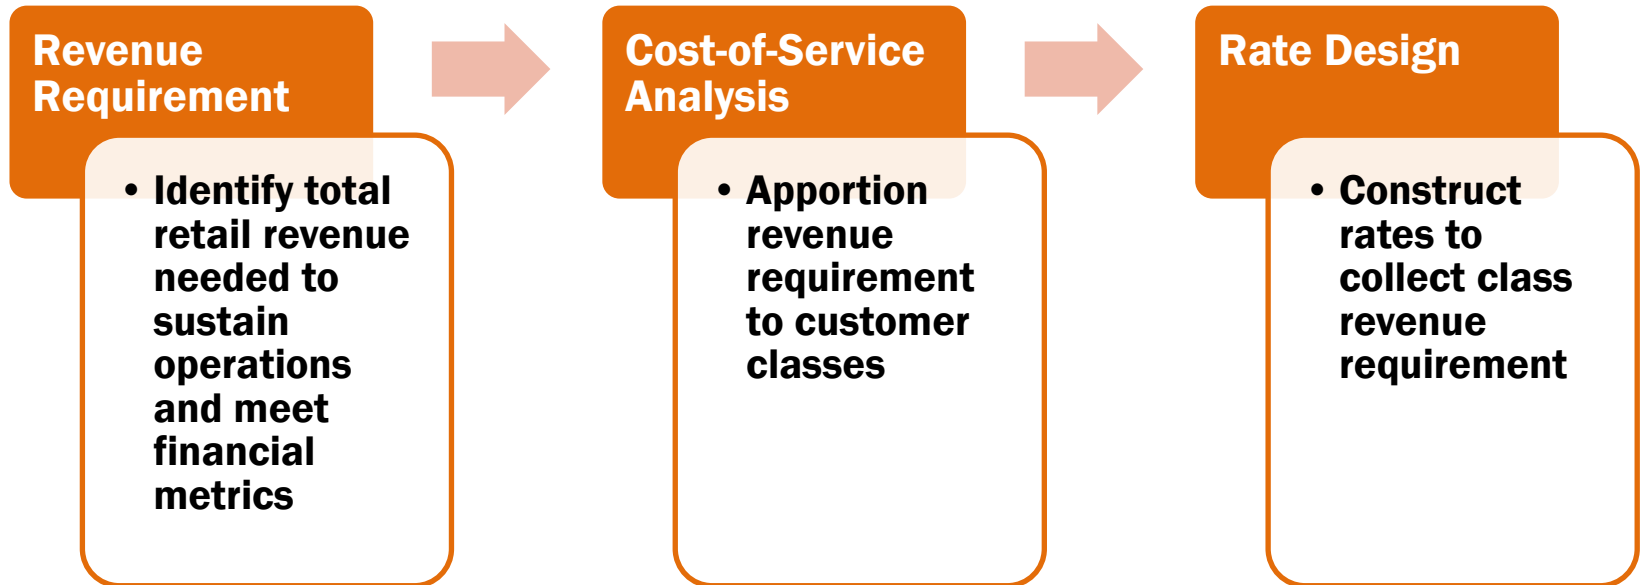 Revenue
Requirement
• Identify total
retail revenue
needed to
sustain
operations
and meet
financial
metrics
Cost-of-Service
Analysis
• Apportion
revenue
requirement
to customer
classes
Rate Design
• Construct
rates to
collect class
revenue
requirement